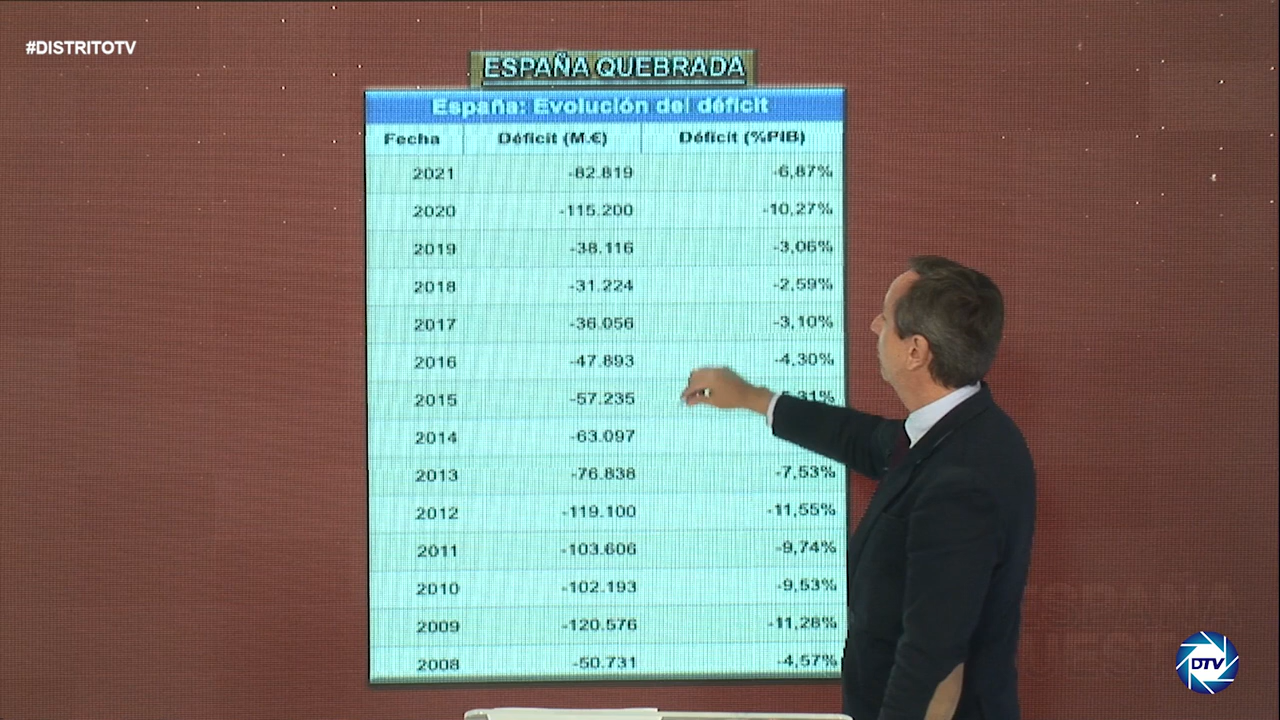 #DISTRITOTV
ESPAÑA QUEBRADA
España: Evolución del déficit
Fecha Déficit (M.€) Déficit (%PIB)
2021 -82.819 -6,87%
2020 -115.200 -10,27%
2019 -38.116 -3,06%
2018 -31.224 -2,59%
2017 -36.056 -3,10%
2016 -47.893 -4,30%
2015 -57.235
2014 -63.097
2013 -76.838 -7,53%
2012 -119.100 -11,55%
2011 -103.606 -9,74%
2010 -102.193 -9,53%
2009 -120.576 -11,28%
2008 -50.731 -4,57%
DTV